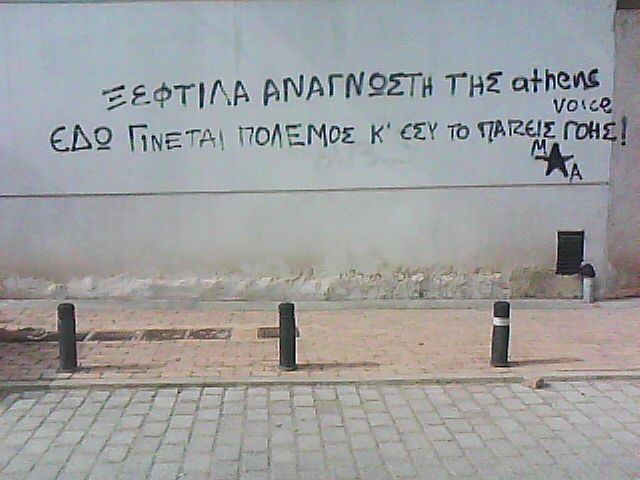 ΞΕΦΤΙΛΑ ΑΝΑΓΝΩΣΤΗ ΤΗΣ athens
voice
ΕΔΩ ΓΙΝΕΤΑΙ ΠΟΛΕΜΟΣ Κ' ΕΣΥ ΤΟ ΠΑΙΖΕΙΣ ΓΟΗΣ!
Μ★Α